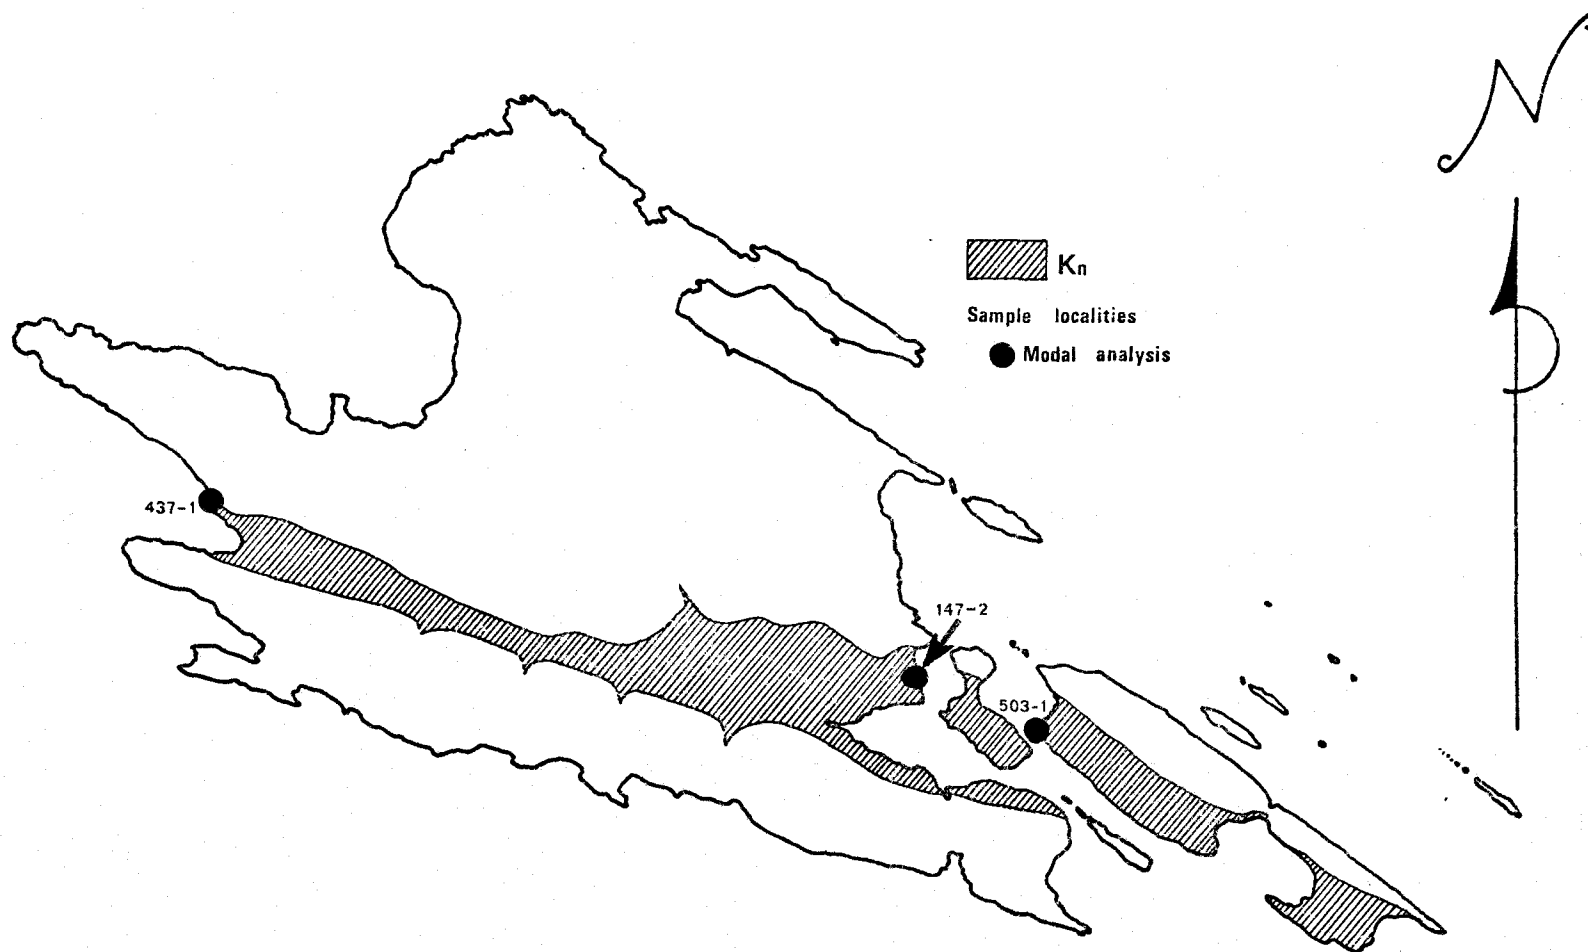 N
Kn
Sample localities
Modal analysis
437-1
147-2
503-1